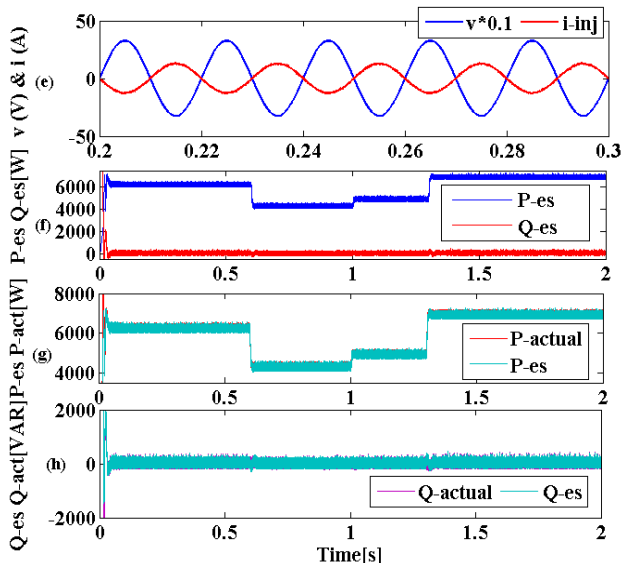 v (V) & i (A)
(e)
50
0
-50
v*0.1 i-inj
0.2 0.22 0.24 0.26 0.28 0.3
P-es Q-es[W]
(f)
6000
4000
2000
0
P-es
Q-es
0 0.5 1 1.5 2
P-es P-act[W]
(g)
8000
6000
4000
P-actual
P-es
0 0.5 1 1.5 2
Q-es Q-act[VAR]
(h)
2000
0
-2000
Q-actual Q-es
0 0.5 1 1.5 2
Time[s]